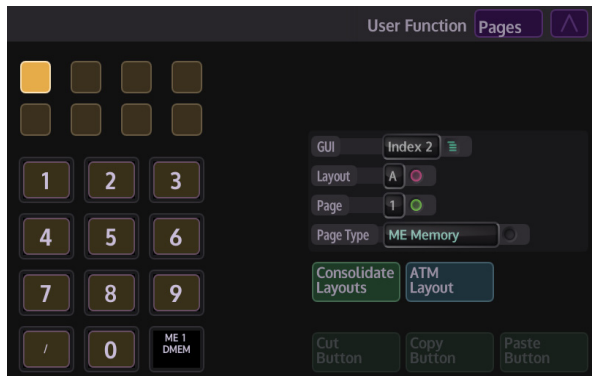 User Function Pages
GUI Index 2
Layout A
Page 1
Page Type ME Memory
Consolidate Layouts
ATM Layout
Cut Button
Copy Button
Paste Button
1 2 3
4 5 6
7 8 9
/ 0 ME 1 DMEM